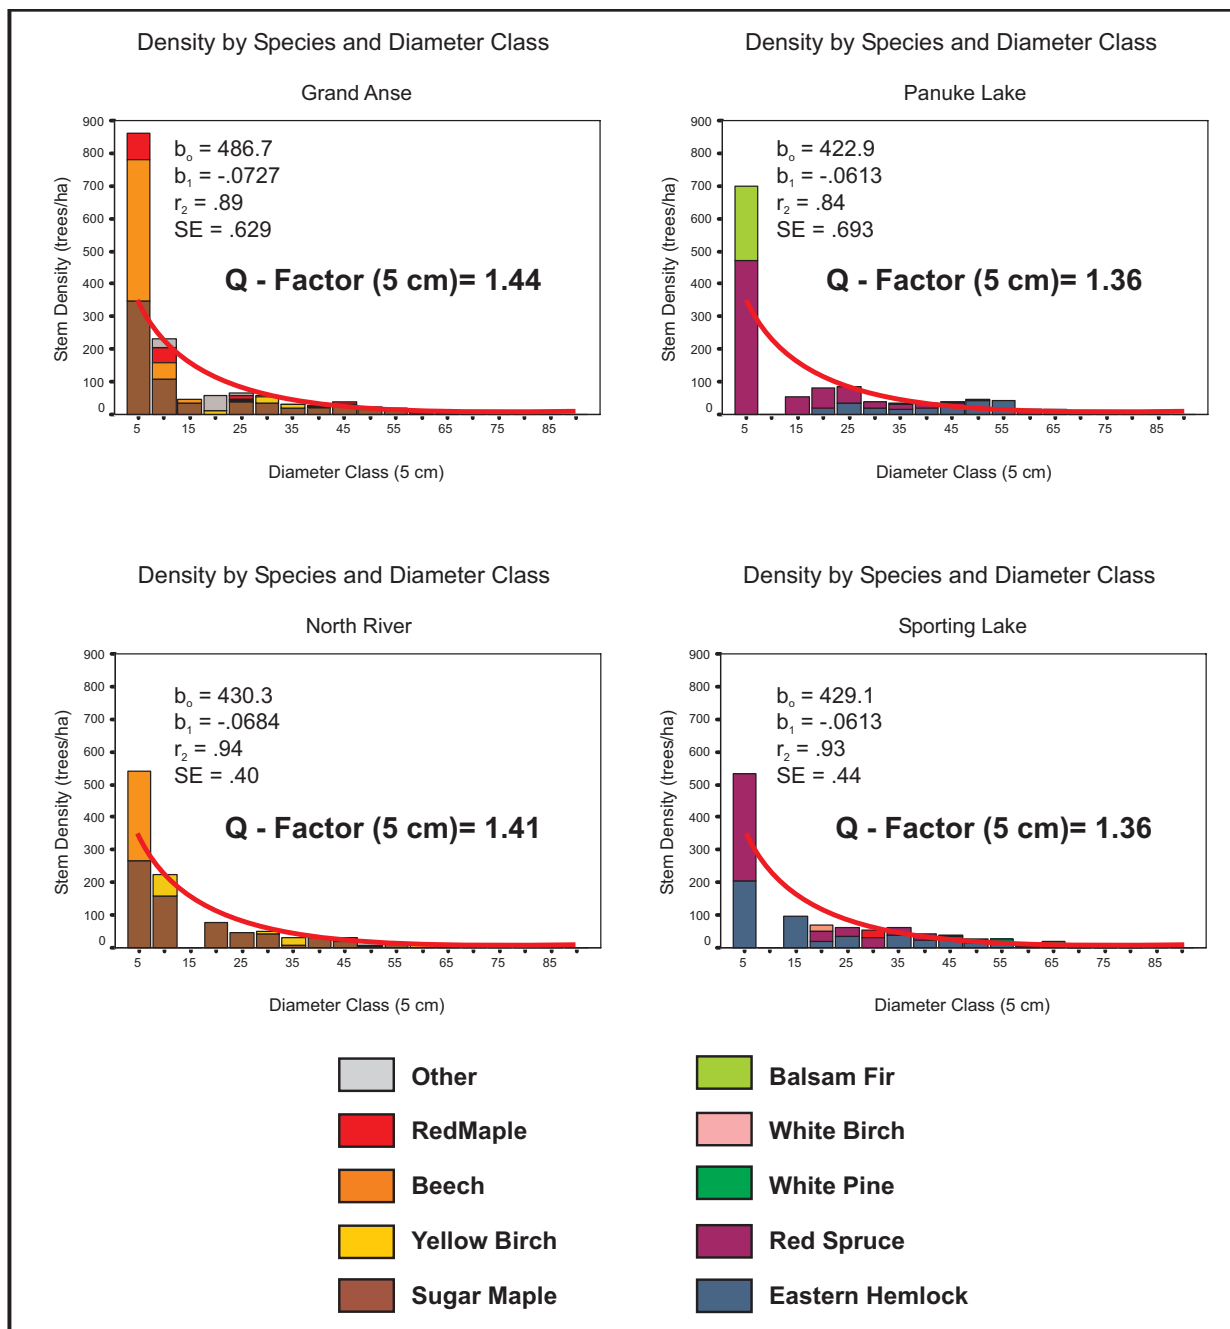 Density by Species and Diameter Class
Grand Anse
900
800
700
600
500
400
300
200
100
0
Stem Density (trees/ha)
bo = 486.7
b1 = -.0727
r2 = .89
SE = .629
Q - Factor (5 cm)= 1.44
5 15 25 35 45 55 65 75 85
Diameter Class (5 cm)
Density by Species and Diameter Class
Panuke Lake
900
800
700
600
500
400
300
200
100
0
Stem Density (trees/ha)
bo = 422.9
b1 = -.0613
r2 = .84
SE = .693
Q - Factor (5 cm)= 1.36
5 15 25 35 45 55 65 75 85
Diameter Class (5 cm)
Density by Species and Diameter Class
North River
900
800
700
600
500
400
300
200
100
0
Stem Density (trees/ha)
bo = 430.3
b1 = -.0684
r2 = .94
SE = .40
Q - Factor (5 cm)= 1.41
5 15 25 35 45 55 65 75 85
Diameter Class (5 cm)
Density by Species and Diameter Class
Sporting Lake
900
800
700
600
500
400
300
200
100
0
Stem Density (trees/ha)
bo = 429.1
b1 = -.0613
r2 = .93
SE = .44
Q - Factor (5 cm)= 1.36
5 15 25 35 45 55 65 75 85
Diameter Class (5 cm)
Other
RedMaple
Beech
Yellow Birch
Sugar Maple
Balsam Fir
White Birch
White Pine
Red Spruce
Eastern Hemlock